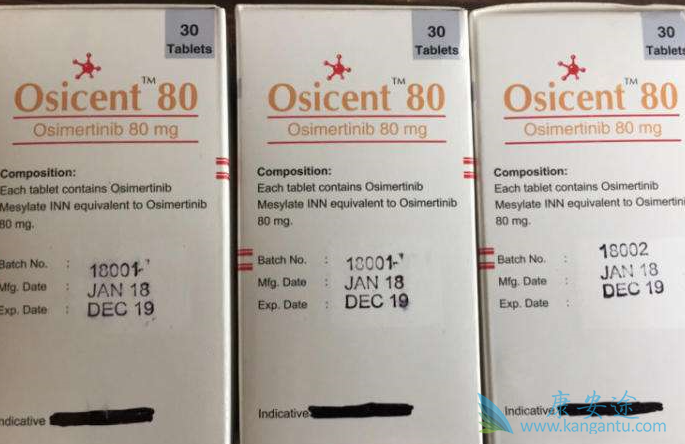 30
Tablets
Osicent™ 80
Osimertinib 80 mg
Composition:
Each tablet contains Osimertinib
Mesylate INN equivalent to Osimertinib
80 mg.
Batch No. : 18001
Mfg. Date : JAN 18
Exp. Date : DEC 19
Indicative
30
Tablets
Osicent™ 80
Osimertinib 80 mg
Composition:
Each tablet contains Osimertinib
Mesylate INN equivalent to Osimertinib
80 mg.
Batch No. : 18001
Mfg. Date : JAN 18
Exp. Date : DEC 19
Indicative
30
Tablets
Osicent™ 80
Osimertinib 80 mg
Composition:
Each tablet contains Osimertinib
Mesylate INN equivalent to Osimertini
80 mg.
Batch No. : 18002
Mfg. Date : JAN 18
Exp. Date : DEC 19
Indicative
康安途
www.kangantu.com